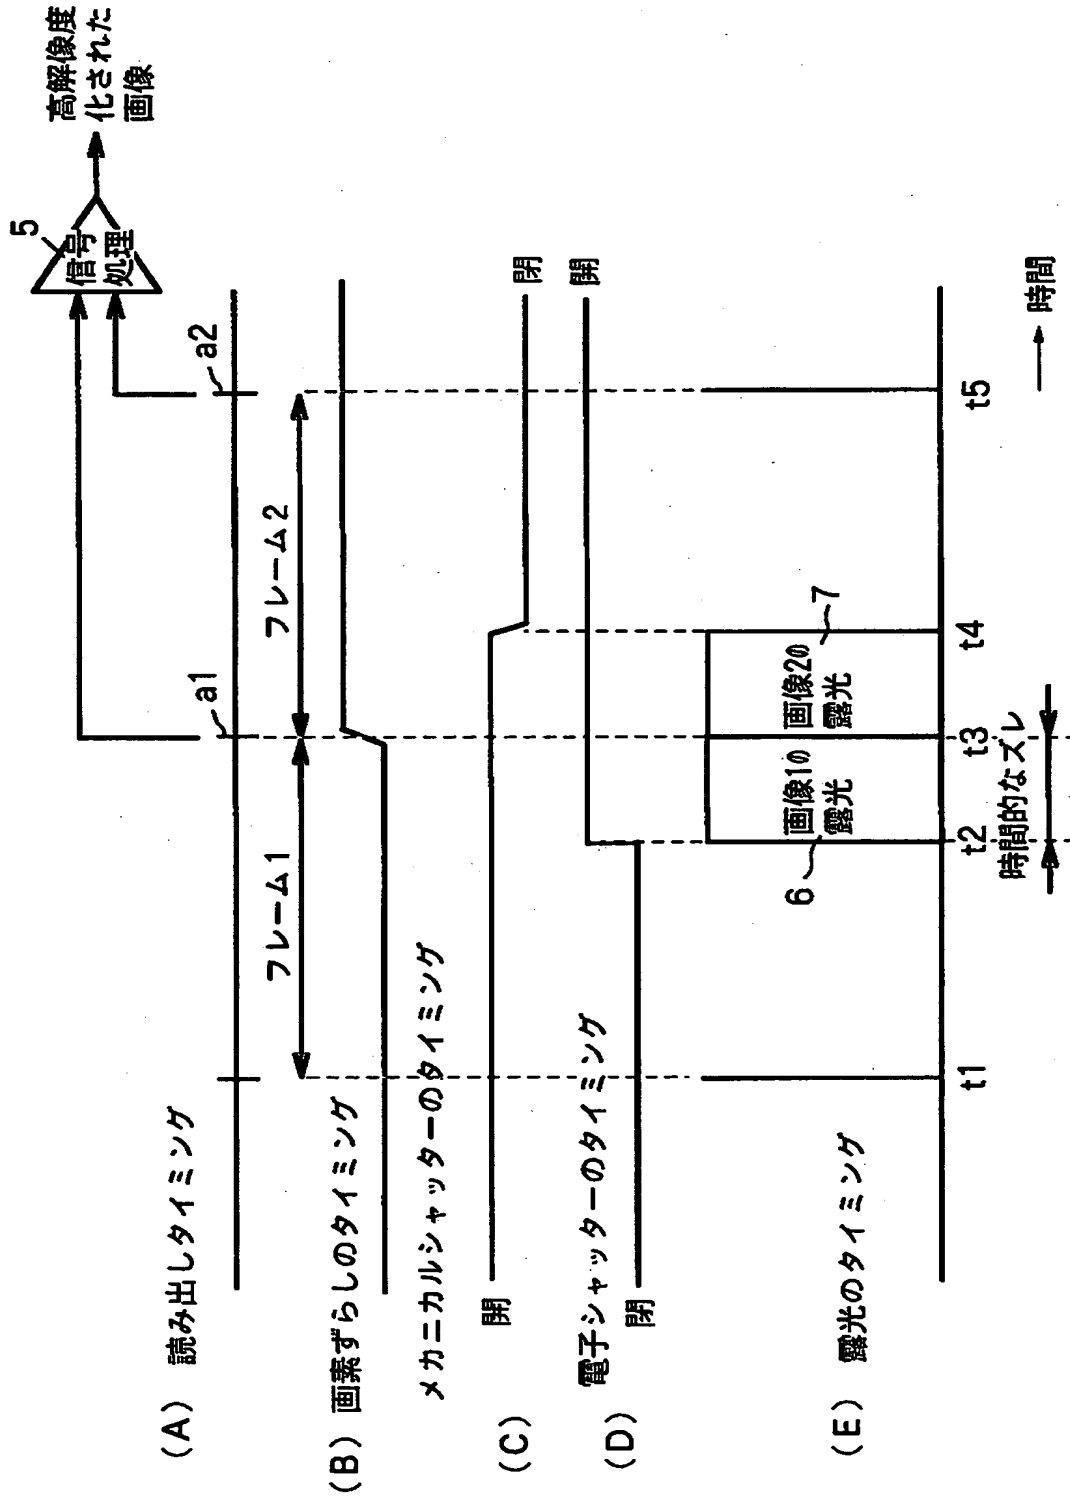 高解像度
化された
画像
5
信号
処理
(A) 読み出しタイミング
a1
a2
フレーム1
フレーム2
(B) 画素ずらしのタイミング
メカニカルシャッターのタイミング
(C)
開
閉
電子シャッターのタイミング
(D)
閉
開
(E) 露光のタイミング
画像1の
露光
6
画像2の
露光
7
t1
t2
t3
t4
t5
時間的なズレ
時間